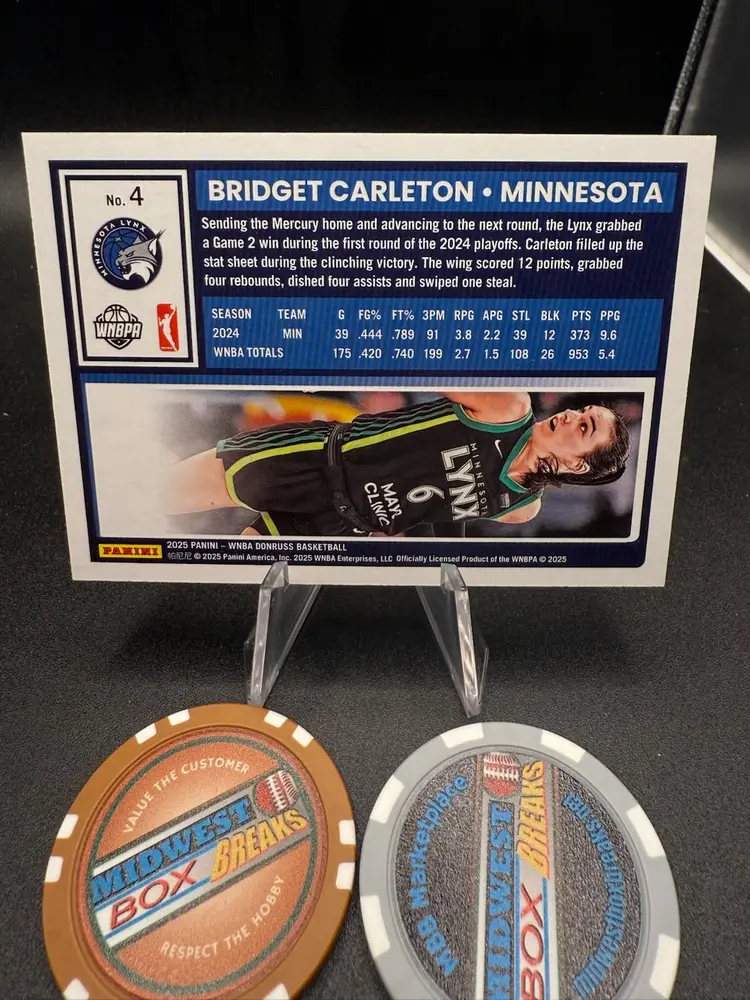 No. 4
MINNESOTA LYNX
WNBPA
BRIDGET CARLETON • MINNESOTA
Sending the Mercury home and advancing to the next round, the Lynx grabbed
a Game 2 win during the first round of the 2024 playoffs. Carleton filled up the
stat sheet during the clinching victory. The wing scored 12 points, grabbed
four rebounds, dished four assists and swiped one steal.
SEASON TEAM G FG% FT% 3PM RPG APG STL BLK PTS PPG
2024 MIN 39 .444 .789 91 3.8 2.2 39 12 373 9.6
WNBA TOTALS 175 .420 .740 199 2.7 1.5 108 26 953 5.4
MINNESOTA
LYNX
6
MAYO
CLINIC
PANINI
2025 PANINI – WNBA DONRUSS BASKETBALL
帕尼尼 © 2025 Panini America, Inc. 2025 WNBA Enterprises, LLC Officially Licensed Product of the WNBPA © 2025
VALUE THE CUSTOMER
MIDWEST
BOX BREAKS
RESPECT THE HOBBY
MBB Marketplace
MIDWEST
BOX BREAKS